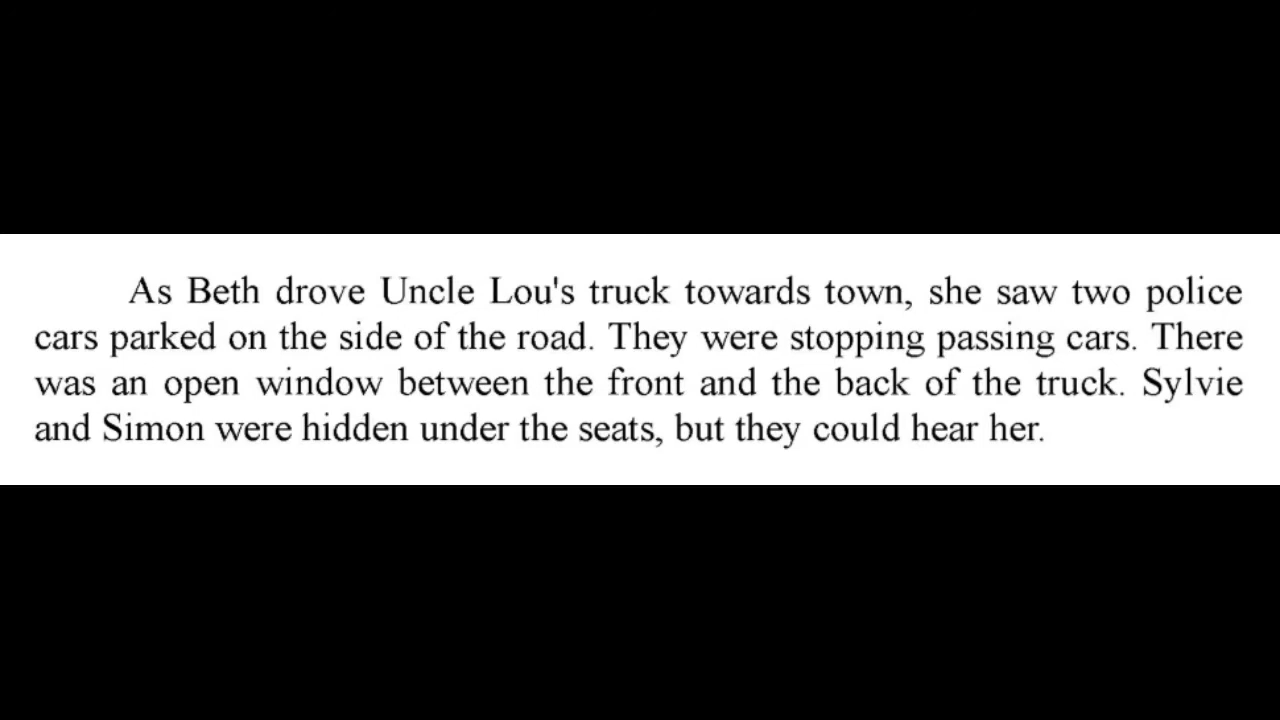 As Beth drove Uncle Lou's truck towards town, she saw two police
cars parked on the side of the road. They were stopping passing cars. There
was an open window between the front and the back of the truck. Sylvie
and Simon were hidden under the seats, but they could hear her.